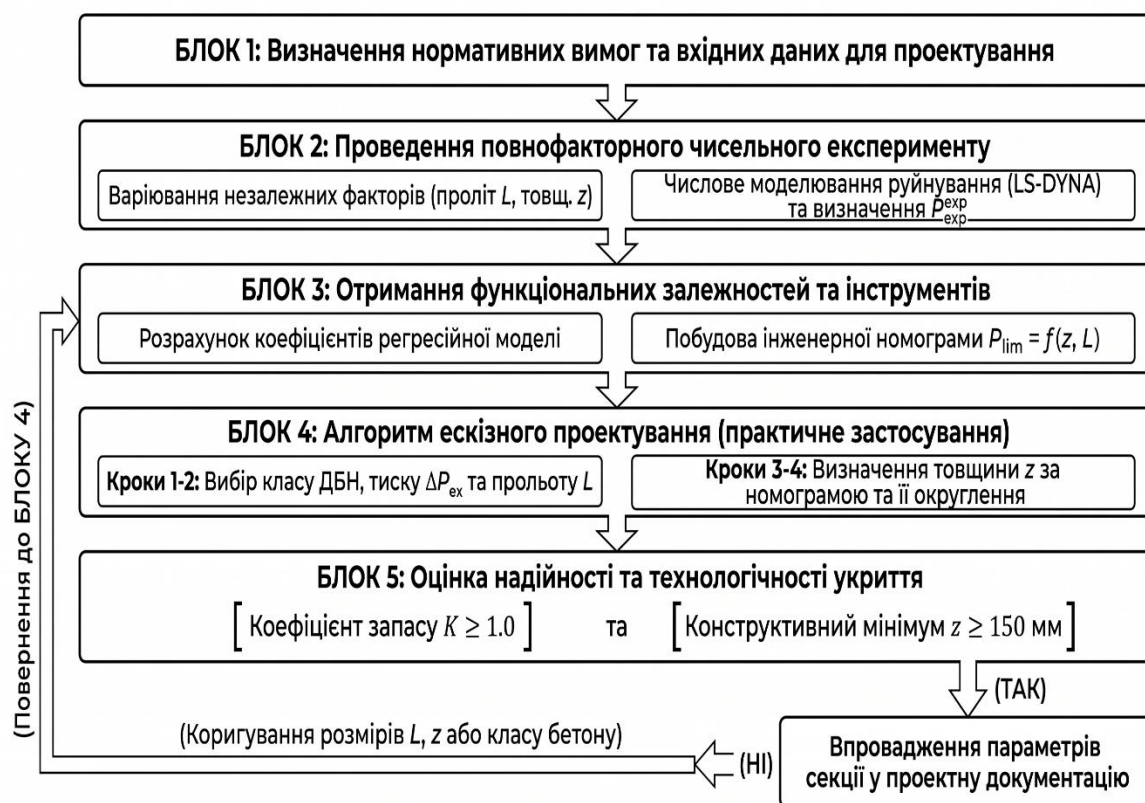 БЛОК 1: Визначення нормативних вимог та вхідних даних для проектування
БЛОК 2: Проведення повнофакторного чисельного експерименту
Варіювання незалежних факторів (проліт L, товщ. z)
Числове моделювання руйнування (LS-DYNA)
та визначення P_exp^exp
БЛОК 3: Отримання функціональних залежностей та інструментів
Розрахунок коефіцієнтів регресійної моделі
Побудова інженерної номограми P_lim = f(z, L)
БЛОК 4: Алгоритм ескізного проектування (практичне застосування)
Кроки 1-2: Вибір класу ДБН, тиску ΔP_ex та прольоту L
Кроки 3-4: Визначення товщини z за
номограмою та її округлення
БЛОК 5: Оцінка надійності та технологічності укриття
[Коефіцієнт запасу K ≥ 1.0] та [Конструктивний мінімум z ≥ 150 мм]
(ТАК)
Впровадження параметрів
секції у проектну документацію
(НІ)
(Коригування розмірів L, z або класу бетону)
(Повернення до БЛОКУ 4)